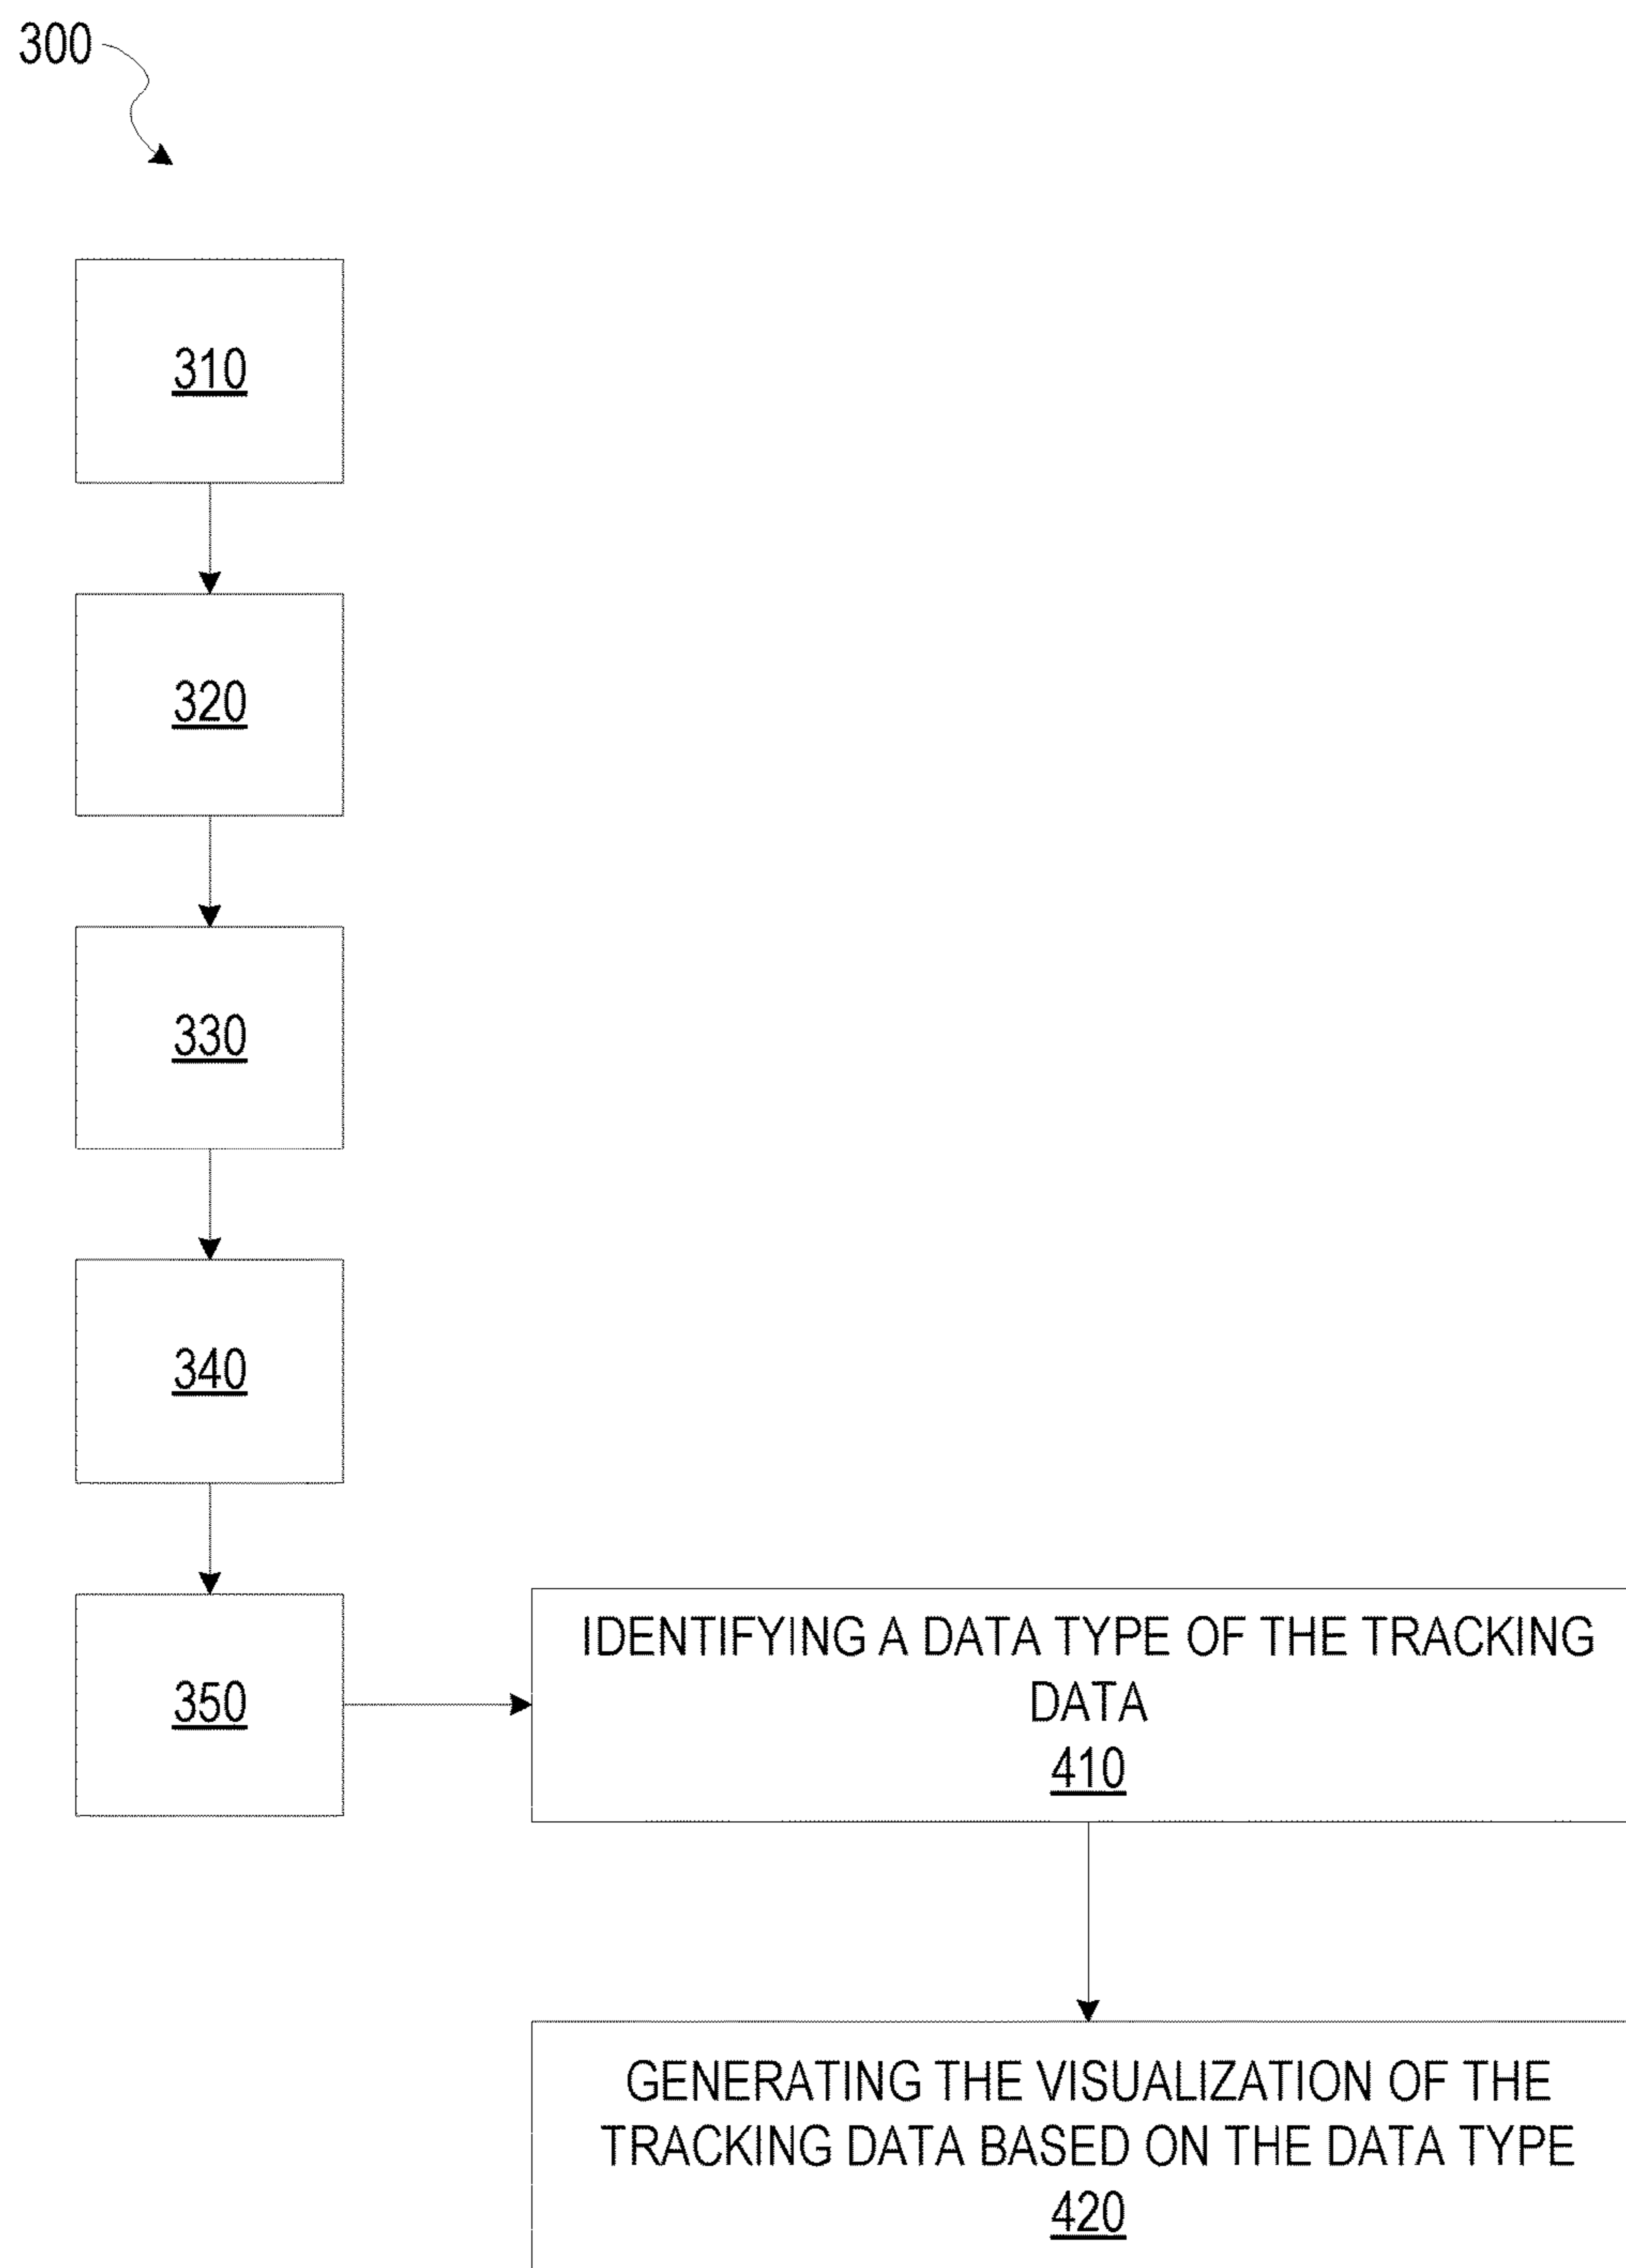 300
310
320
330
340
350
IDENTIFYING A DATA TYPE OF THE TRACKING
DATA
410
GENERATING THE VISUALIZATION OF THE
TRACKING DATA BASED ON THE DATA TYPE
420